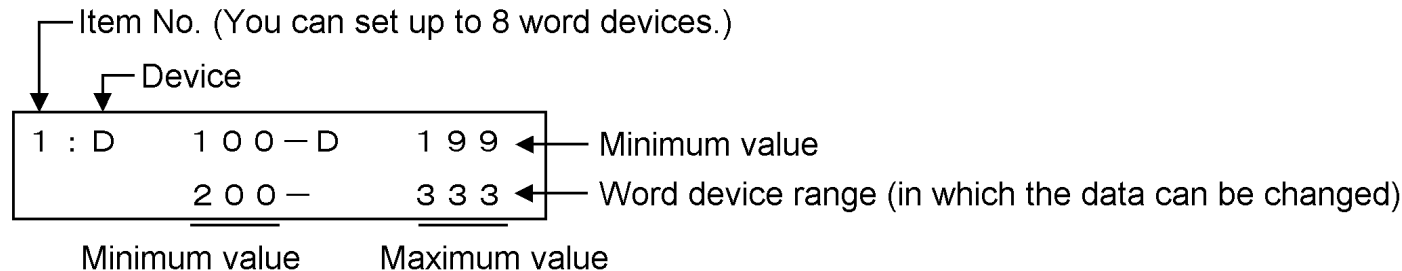 Item No. (You can set up to 8 word devices.)
Device
1 : D 100－D 199
Minimum value
200－ 333
Word device range (in which the data can be changed)
Minimum value Maximum value